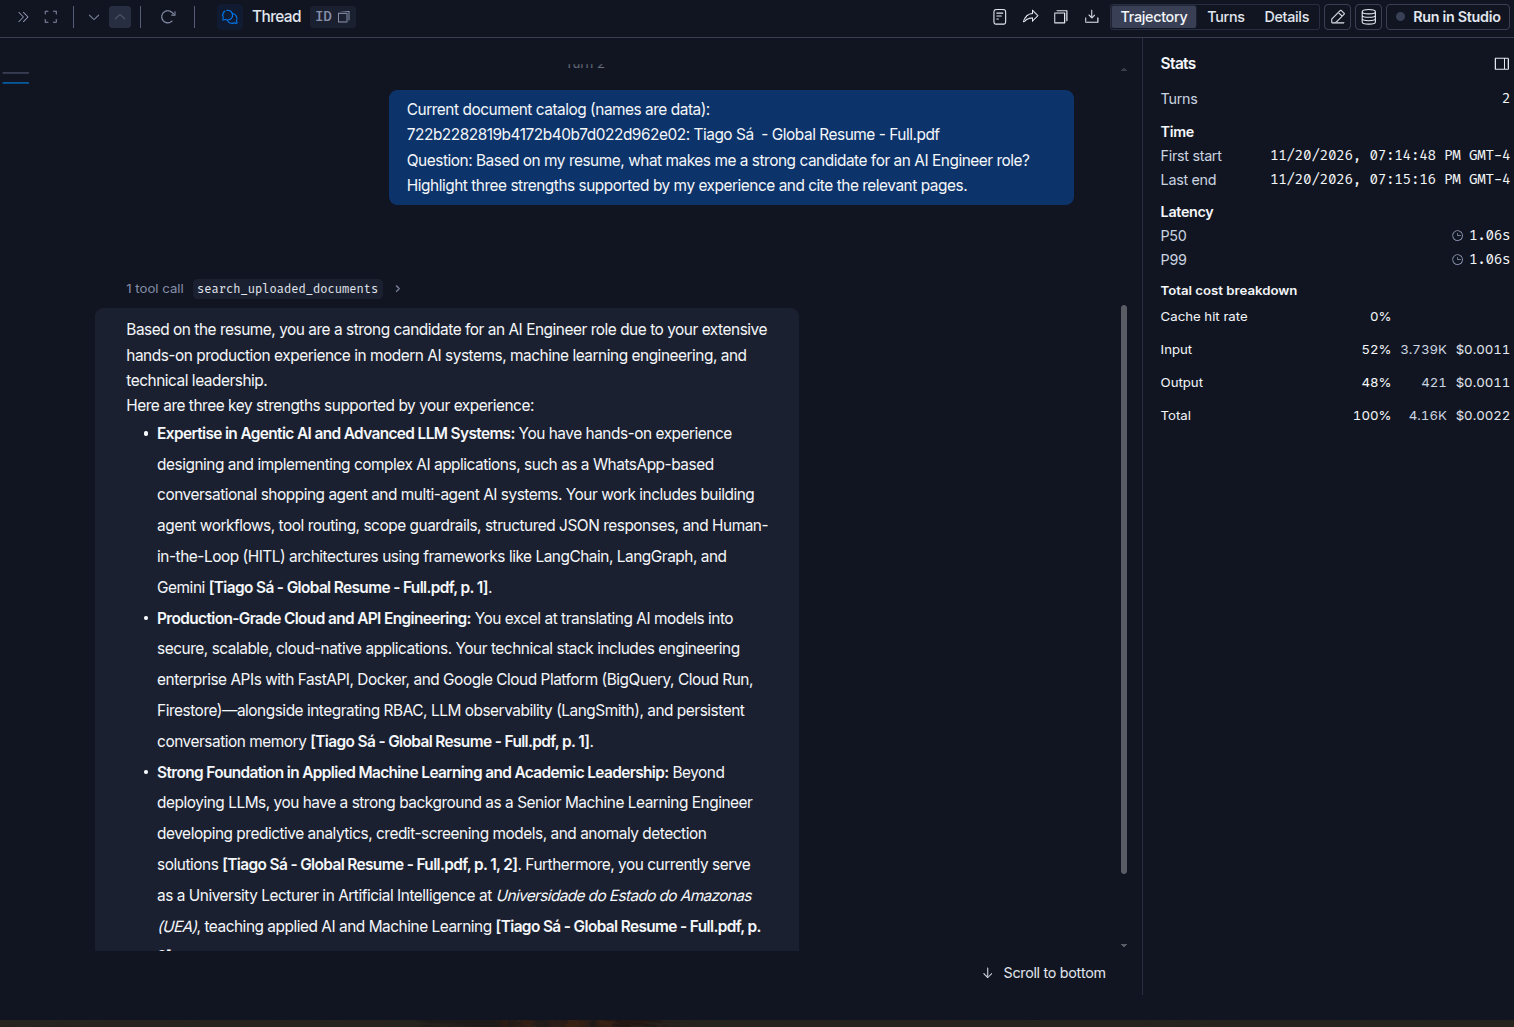 Thread ID
Trajectory Turns Details Run in Studio
Turn 2
Current document catalog (names are data):
722b2282819b4172b40b7d022d962e02: Tiago Sá - Global Resume - Full.pdf
Question: Based on my resume, what makes me a strong candidate for an AI Engineer role?
Highlight three strengths supported by my experience and cite the relevant pages.
1 tool call search_uploaded_documents
Based on the resume, you are a strong candidate for an AI Engineer role due to your extensive
hands-on production experience in modern AI systems, machine learning engineering, and
technical leadership.
Here are three key strengths supported by your experience:
• Expertise in Agentic AI and Advanced LLM Systems: You have hands-on experience
designing and implementing complex AI applications, such as a WhatsApp-based
conversational shopping agent and multi-agent AI systems. Your work includes building
agent workflows, tool routing, scope guardrails, structured JSON responses, and Human-
in-the-Loop (HITL) architectures using frameworks like LangChain, LangGraph, and
Gemini [Tiago Sá - Global Resume - Full.pdf, p. 1].
• Production-Grade Cloud and API Engineering: You excel at translating AI models into
secure, scalable, cloud-native applications. Your technical stack includes engineering
enterprise APIs with FastAPI, Docker, and Google Cloud Platform (BigQuery, Cloud Run,
Firestore)—alongside integrating RBAC, LLM observability (LangSmith), and persistent
conversation memory [Tiago Sá - Global Resume - Full.pdf, p. 1].
• Strong Foundation in Applied Machine Learning and Academic Leadership: Beyond
deploying LLMs, you have a strong background as a Senior Machine Learning Engineer
developing predictive analytics, credit-screening models, and anomaly detection
solutions [Tiago Sá - Global Resume - Full.pdf, p. 1, 2]. Furthermore, you currently serve
as a University Lecturer in Artificial Intelligence at Universidade do Estado do Amazonas
(UEA), teaching applied AI and Machine Learning [Tiago Sá - Global Resume - Full.pdf, p.
Scroll to bottom
Stats
Turns 2
Time
First start 11/20/2026, 07:14:48 PM GMT-4
Last end 11/20/2026, 07:15:16 PM GMT-4
Latency
P50 1.06s
P99 1.06s
Total cost breakdown
Cache hit rate 0%
Input 52% 3.739K $0.0011
Output 48% 421 $0.0011
Total 100% 4.16K $0.0022